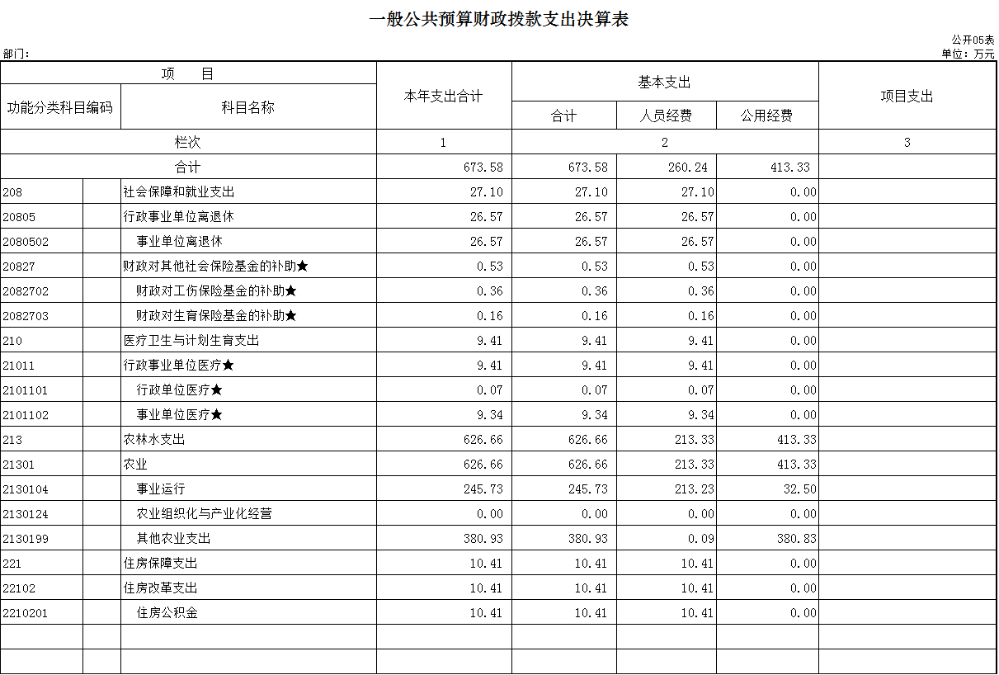 一般公共预算财政拨款支出决算表
公开05表
部门： 单位：万元
项 目 本年支出合计 基本支出 项目支出
功能分类科目编码 科目名称 合计 人员经费 公用经费
栏次 1 2 3
合计 673.58 673.58 260.24 413.33
208 社会保障和就业支出 27.10 27.10 27.10 0.00
20805 行政事业单位离退休 26.57 26.57 26.57 0.00
2080502 事业单位离退休 26.57 26.57 26.57 0.00
20827 财政对其他社会保险基金的补助★ 0.53 0.53 0.53 0.00
2082702 财政对工伤保险基金的补助★ 0.36 0.36 0.36 0.00
2082703 财政对生育保险基金的补助★ 0.16 0.16 0.16 0.00
210 医疗卫生与计划生育支出 9.41 9.41 9.41 0.00
21011 行政事业单位医疗★ 9.41 9.41 9.41 0.00
2101101 行政单位医疗★ 0.07 0.07 0.07 0.00
2101102 事业单位医疗★ 9.34 9.34 9.34 0.00
213 农林水支出 626.66 626.66 213.33 413.33
21301 农业 626.66 626.66 213.33 413.33
2130104 事业运行 245.73 245.73 213.23 32.50
2130124 农业组织化与产业化经营 0.00 0.00 0.00 0.00
2130199 其他农业支出 380.93 380.93 0.09 380.83
221 住房保障支出 10.41 10.41 10.41 0.00
22102 住房改革支出 10.41 10.41 10.41 0.00
2210201 住房公积金 10.41 10.41 10.41 0.00